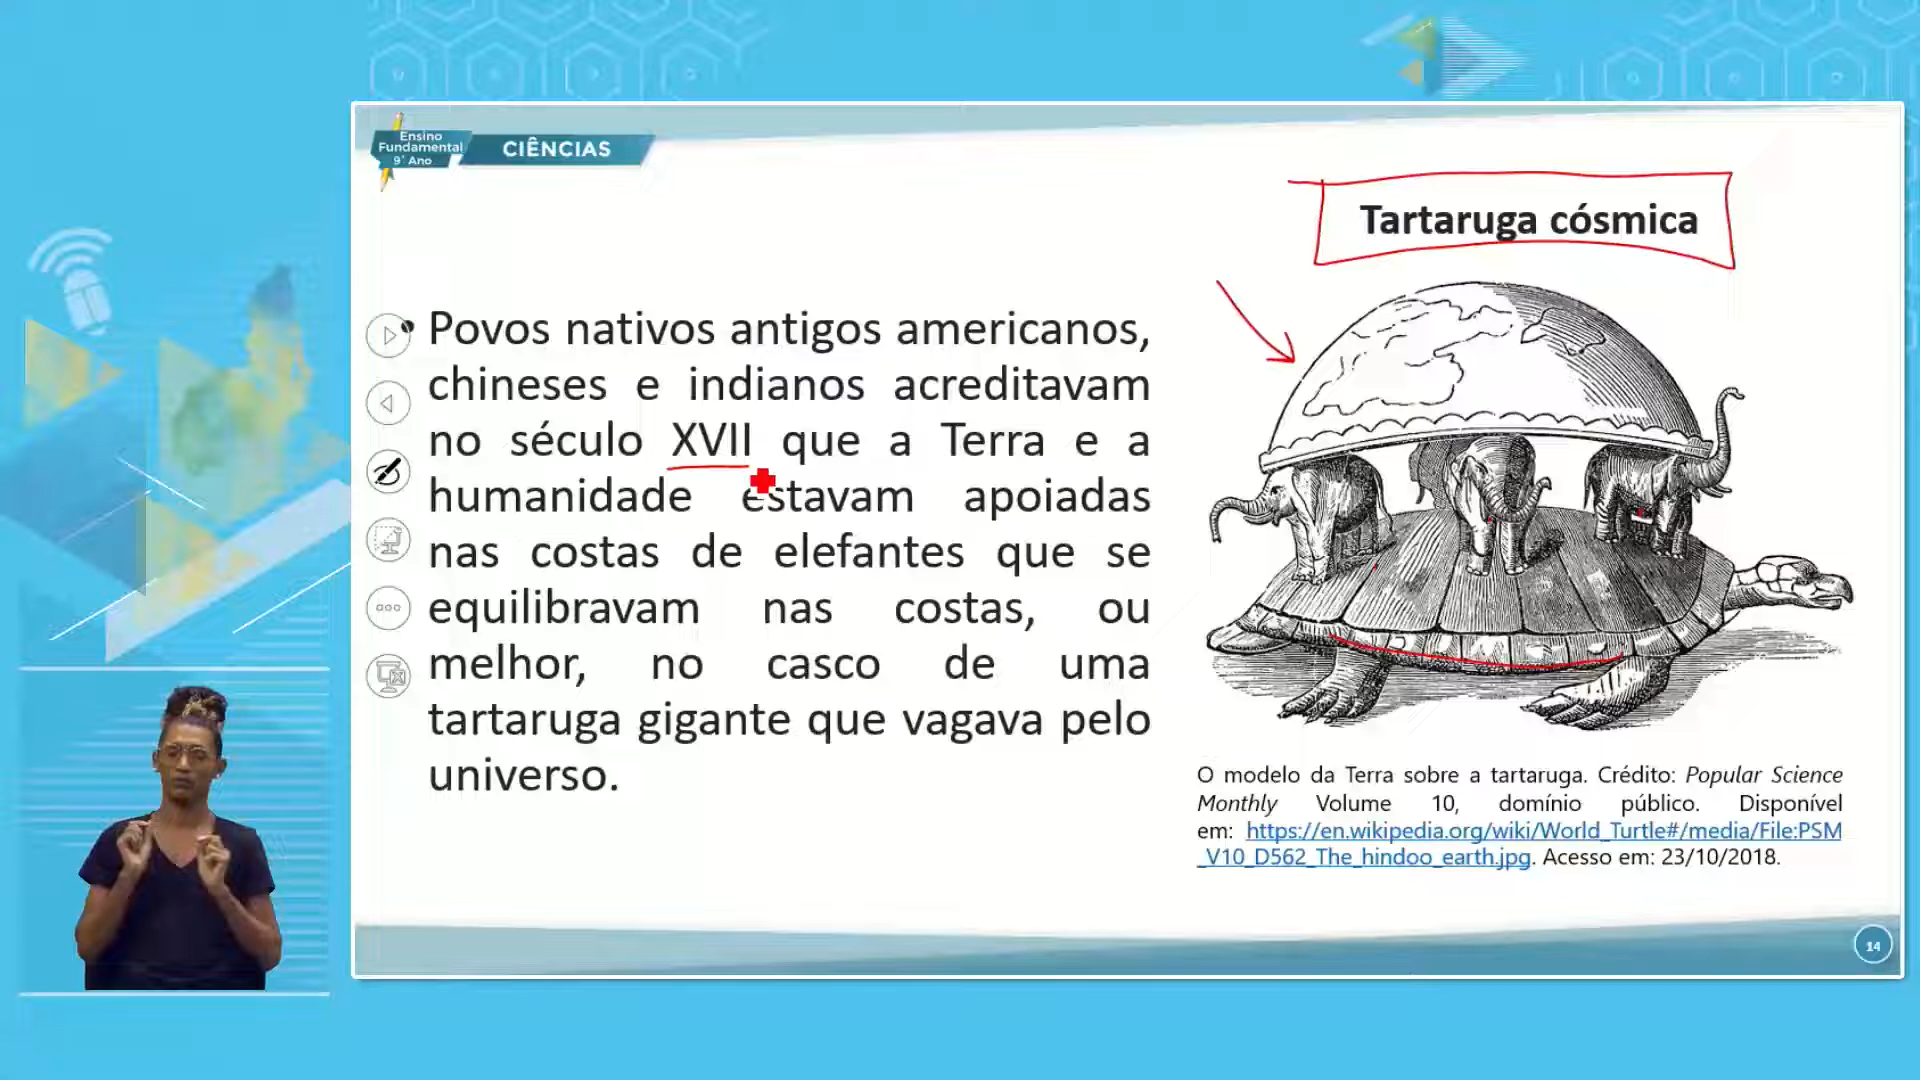 Ensino
Fundamental
9° Ano
CIÊNCIAS
Tartaruga cósmica
• Povos nativos antigos americanos,
chineses e indianos acreditavam
no século XVII que a Terra e a
humanidade estavam apoiadas
nas costas de elefantes que se
equilibravam nas costas, ou
melhor, no casco de uma
tartaruga gigante que vagava pelo
universo.
O modelo da Terra sobre a tartaruga. Crédito: Popular Science
Monthly Volume 10, domínio público. Disponível
em: https://en.wikipedia.org/wiki/World_Turtle#/media/File:PSM
_V10_D562_The_hindoo_earth.jpg. Acesso em: 23/10/2018.
14